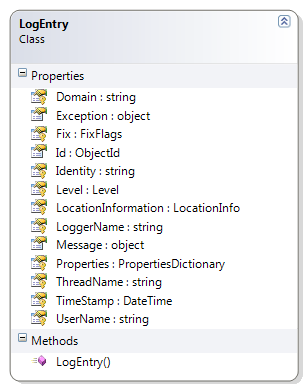 LogEntry
Class
Properties
Domain : string
Exception : object
Fix : FixFlags
Id : ObjectId
Identity : string
Level : Level
LocationInformation : LocationInfo
LoggerName : string
Message : object
Properties : PropertiesDictionary
ThreadName : string
TimeStamp : DateTime
UserName : string
Methods
LogEntry()